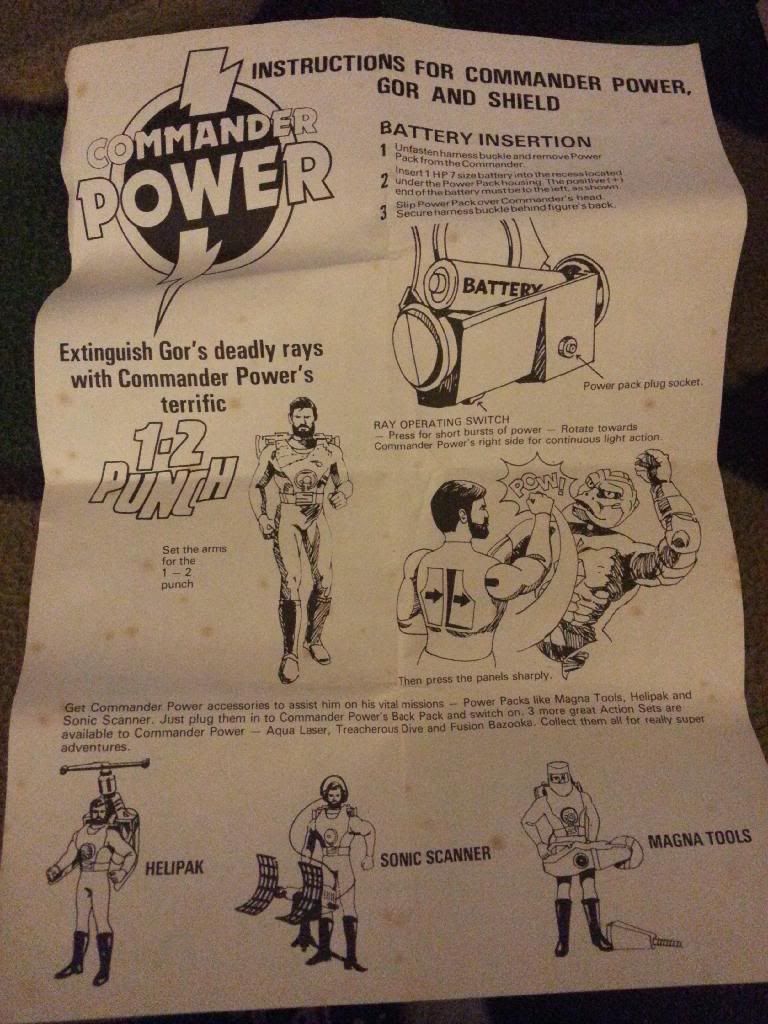 COMMANDER
POWER
INSTRUCTIONS FOR COMMANDER POWER,
GOR AND SHIELD
BATTERY INSERTION
1 Unfasten harness buckle and remove Power
Pack from the Commander.
2 Insert 1 HP 7 size battery into the recess located
under the Power Pack housing. The positive (+)
end of the battery must be to the left, as shown.
3 Slip Power Pack over Commander's head.
Secure harness buckle behind figure's back.
BATTERY
Power pack plug socket.
RAY OPERATING SWITCH
— Press for short bursts of power — Rotate towards
Commander Power's right side for continuous light action.
Extinguish Gor's deadly rays
with Commander Power's
terrific
1-2
PUNCH
Set the arms
for the
1 — 2
punch
POW!
Then press the panels sharply.
Get Commander Power accessories to assist him on his vital missions — Power Packs like Magna Tools, Helipak and
Sonic Scanner. Just plug them in to Commander Power's Back Pack and switch on. 3 more great Action Sets are
available to Commander Power — Aqua Laser, Treacherous Dive and Fusion Bazooka. Collect them all for really super
adventures.
HELIPAK
SONIC SCANNER
MAGNA TOOLS